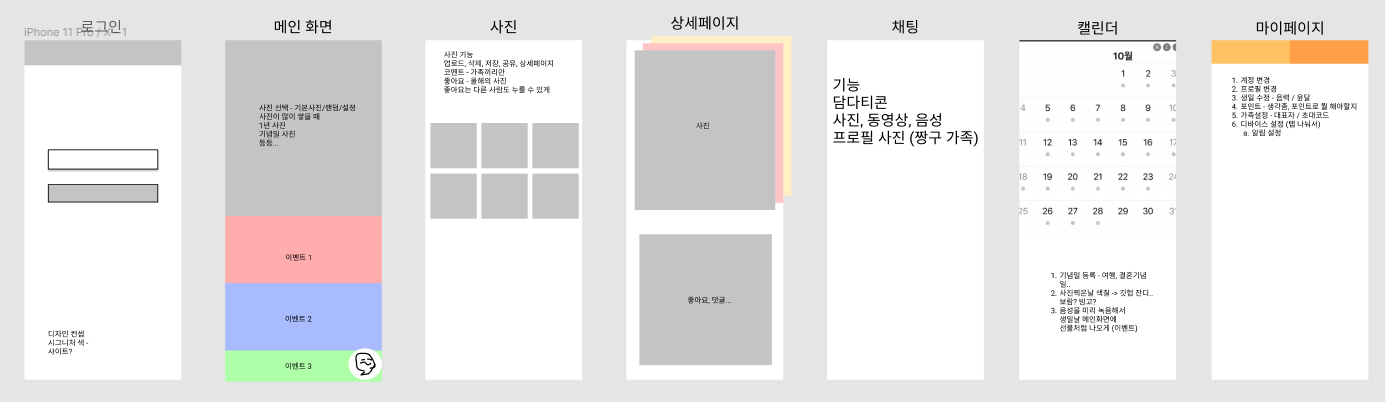 로그인
iPhone 11 Pro / X - 1
디자인 컨셉
시그니처 색 -
사이트?
메인 화면
사진 선택 - 기본사진/랜덤/설정
사진이 많이 쌓을 때
1년 사진
기념일 사진
등등...
이벤트 1
이벤트 2
이벤트 3
사진
사진 기능
업로드, 삭제, 저장, 공유, 상세페이지
코멘트 - 가족끼리만
좋아요 - 올해의 사진
좋아요는 다른 사람도 누를 수 있게
상세페이지
사진
좋아요, 댓글...
채팅
기능
담다티콘
사진, 동영상, 음성
프로필 사진 (짱구 가족)
캘린더
10월
1 2 3
4 5 6 7 8 9 10
11 12 13 14 15 16 17
18 19 20 21 22 23 24
25 26 27 28 29 30 31
1. 기념일 등록 - 여행, 결혼기념
일..
2. 사진찍은날 색칠 -> 깃헙 잔디..
보람? 빙고?
3. 음성을 미리 녹음해서
생일날 메인화면에
선물처럼 나오게 (이벤트)
마이페이지
1. 계정 변경
2. 프로필 변경
3. 생일 수정 - 음력 / 윤달
4. 포인트 - 생각좀, 포인트로 뭘 해야할지
5. 가족설정 - 대표자 / 초대코드
6. 디바이스 설정 (탭 나눠서)
a. 알림 설정